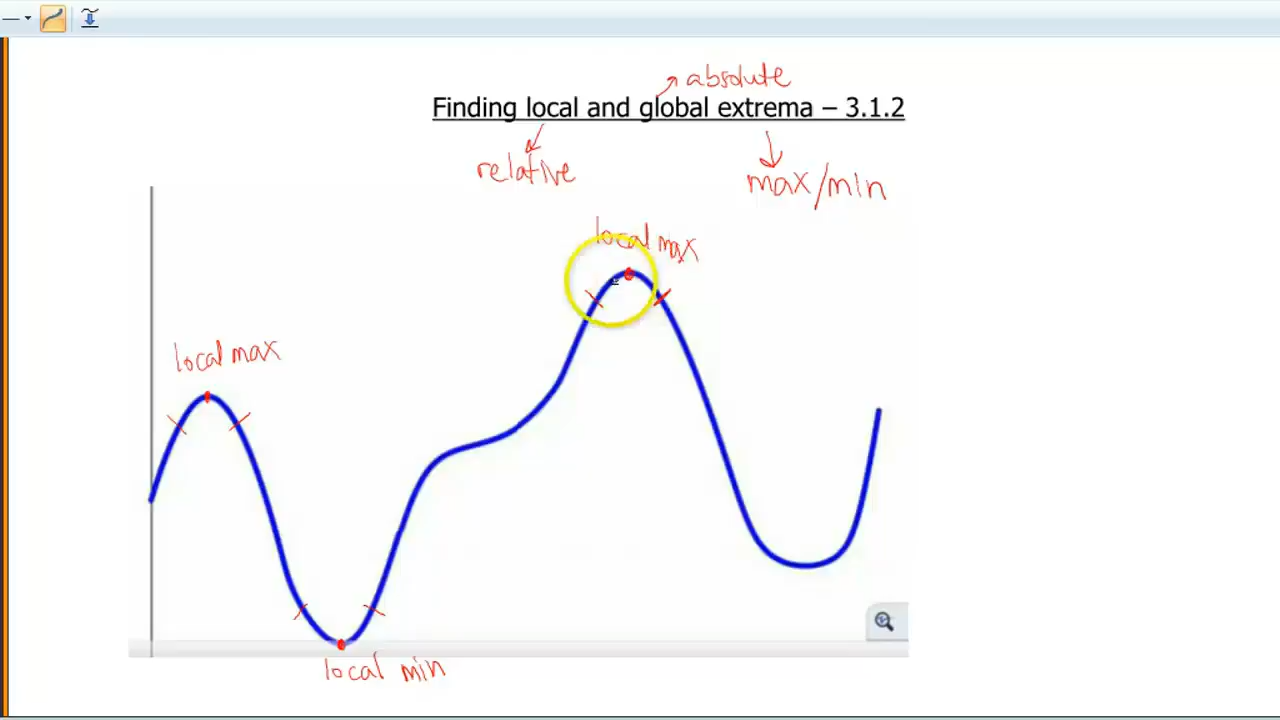 absolute
Finding local and global extrema – 3.1.2
relative
max/min
local max
local max
local min